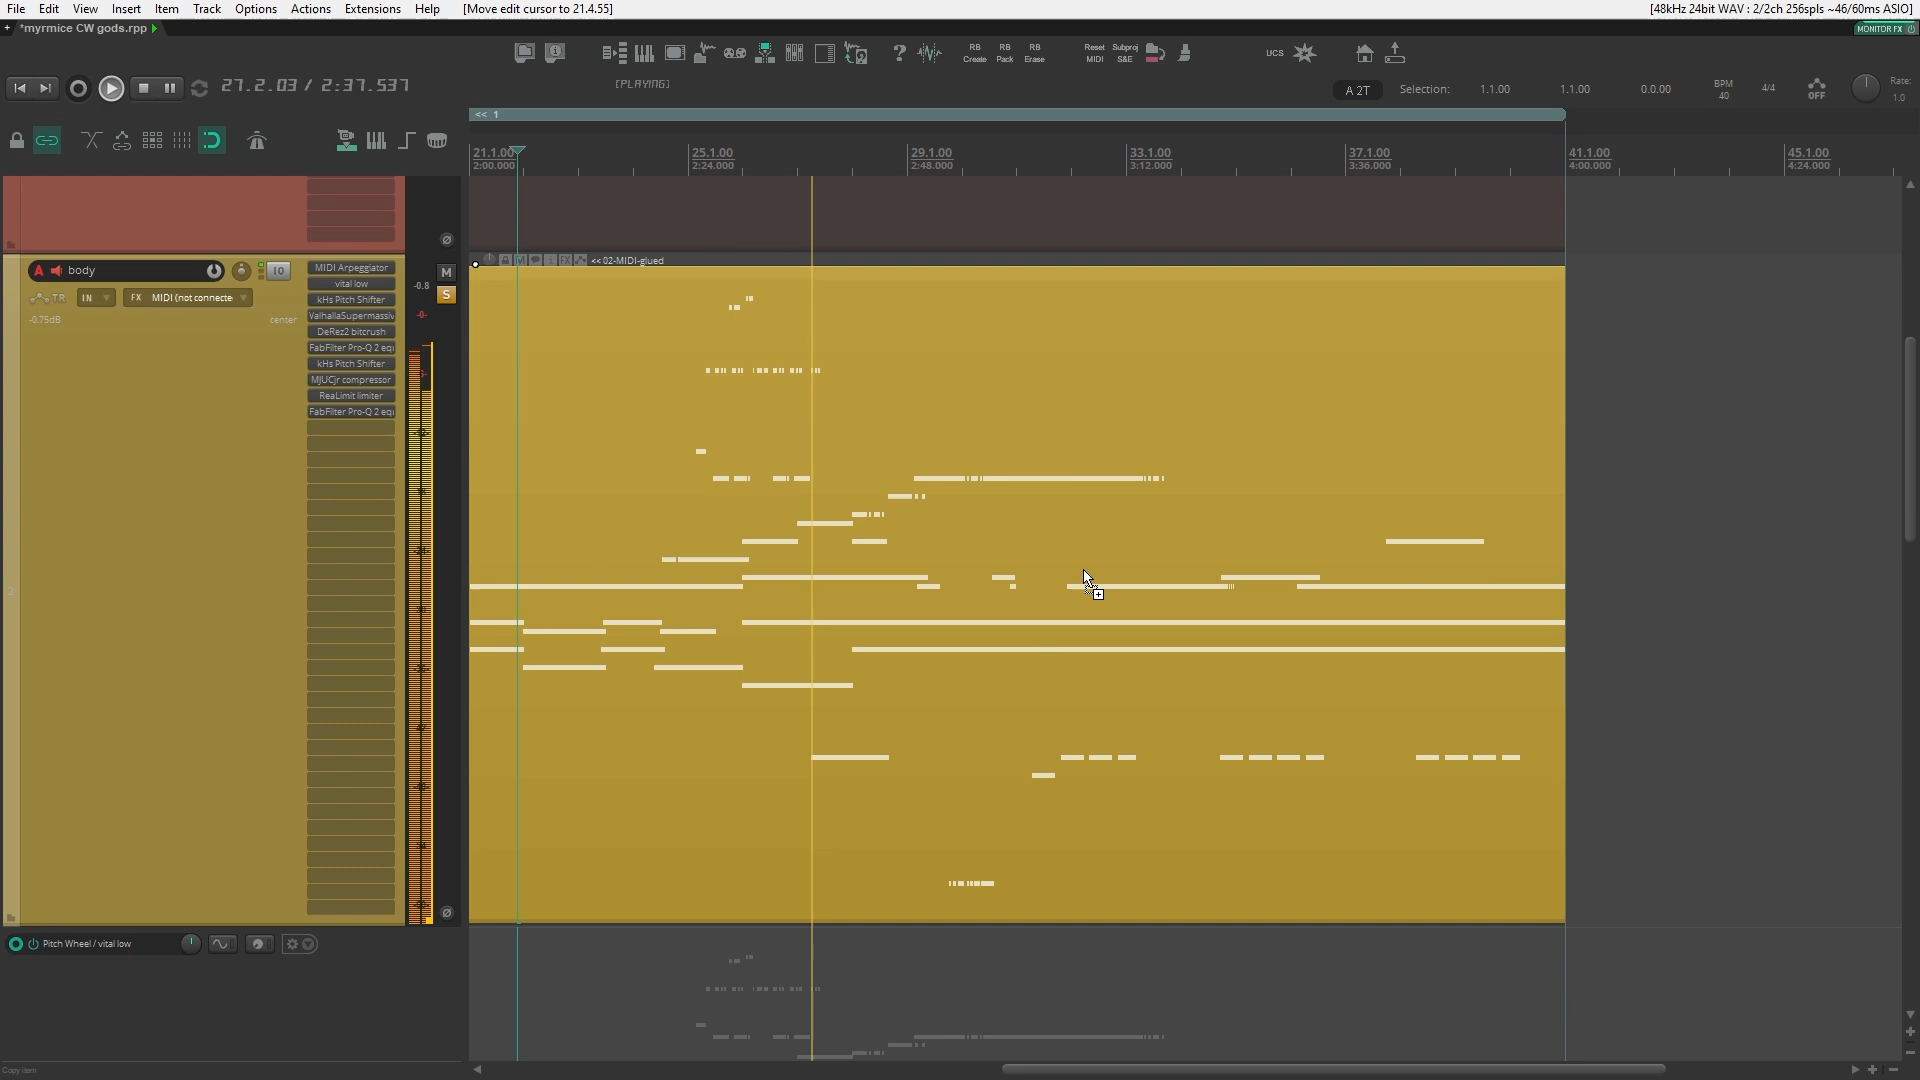 File Edit View Insert Item Track Options Actions Extensions Help [Move edit cursor to 21.4.55] [48kHz 24bit WAV : 2/2ch 256spls ~46/60ms ASIO]
+ *myrmice CW gods.rpp MONITOR FX
RB Create RB Pack RB Erase Reset MIDI Subproj S&E UCS
27.2.03 / 2:37.537 [PLAYING] A 2T Selection: 1.1.00 1.1.00 0.0.00 BPM 40 4/4 OFF Rate: 1.0
<< 1
21.1.00 25.1.00 29.1.00 33.1.00 37.1.00 41.1.00 45.1.00
2:00.000 2:24.000 2:48.000 3:12.000 3:36.000 4:00.000 4:24.000
<< 02-MIDI-glued
A body IO MIDI Arpeggiator M
vital low -0.8
TR IN FX MIDI (not connecte kHs Pitch Shifter S
-0.75dB center ValhallaSupermassiv -0-
DeRez2 bitcrush
FabFilter Pro-Q 2 equ
kHs Pitch Shifter
MJUCjr compressor
ReaLimit limiter
FabFilter Pro-Q 2 equ
2
Pitch Wheel / vital low
Copy item